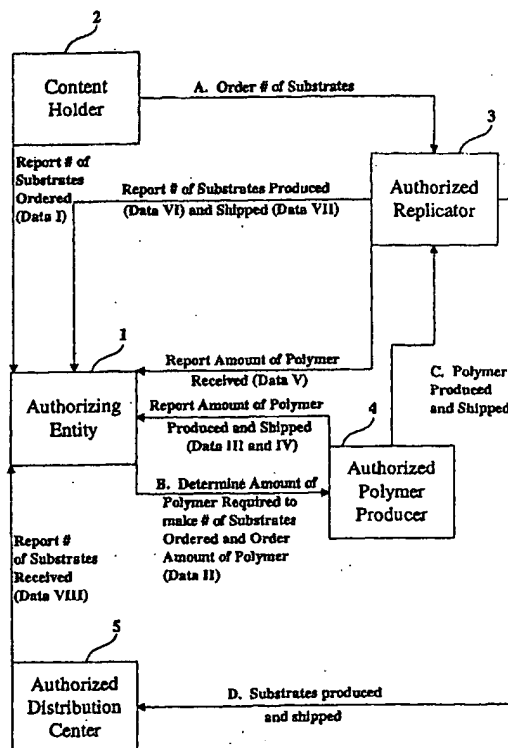 2
Content
Holder
A. Order # of Substrates
3
Authorized
Replicator
Report # of
Substrates
Ordered
(Data I)
Report # of Substrates Produced
(Data VI) and Shipped (Data VII)
1
Authorizing
Entity
Report Amount of Polymer
Received (Data V)
C. Polymer
Produced
and Shipped
Report Amount of Polymer
Produced and Shipped
(Data III and IV)
4
Authorized
Polymer
Producer
B. Determine Amount of
Polymer Required to
make # of Substrates
Ordered and Order
Amount of Polymer
(Data II)
Report #
of Substrates
Received
(Data VIII)
5
Authorized
Distribution
Center
D. Substrates produced
and shipped